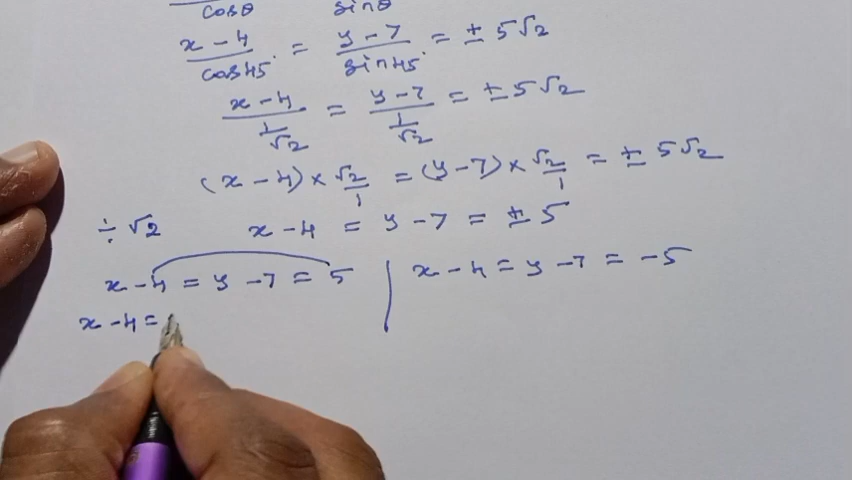 cosθ sinθ
x - 4 / cos45 = y - 7 / sin45 = ± 5√2
x - 4 / 1/√2 = y - 7 / 1/√2 = ± 5√2
(x - 4) × √2/1 = (y - 7) × √2/1 = ± 5√2
÷ √2 x - 4 = y - 7 = ± 5
x - 4 = y - 7 = 5 | x - 4 = y - 7 = -5
x - 4 =